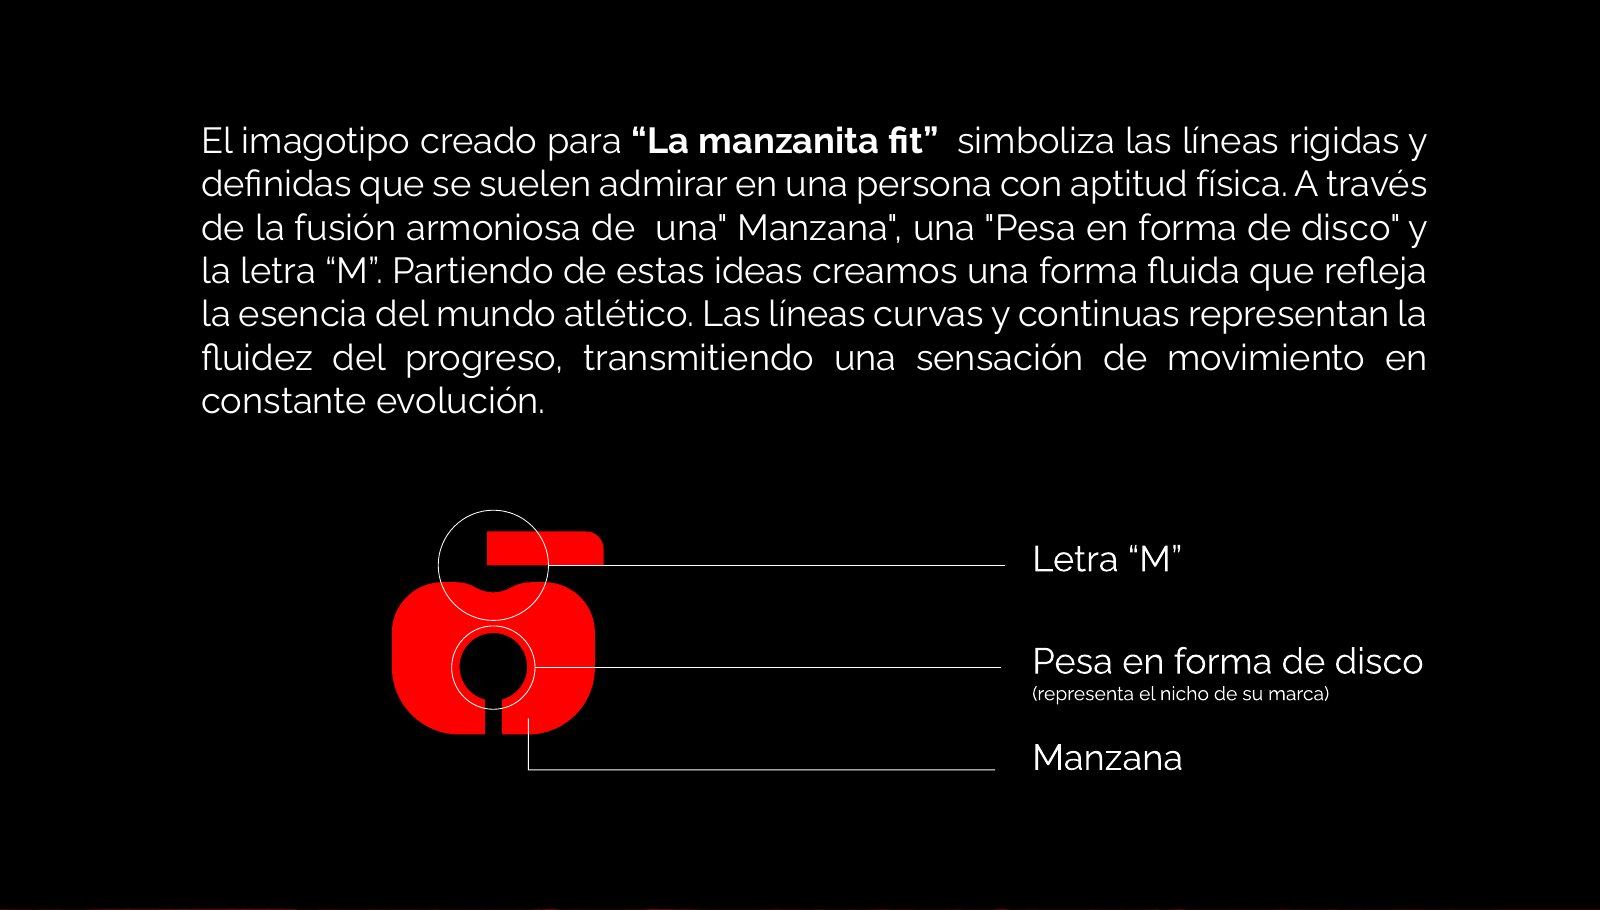 El imagotipo creado para “La manzanita fit” simboliza las líneas rigidas y
definidas que se suelen admirar en una persona con aptitud física. A través
de la fusión armoniosa de una" Manzana", una "Pesa en forma de disco" y
la letra “M”. Partiendo de estas ideas creamos una forma fluida que refleja
la esencia del mundo atlético. Las líneas curvas y continuas representan la
fluidez del progreso, transmitiendo una sensación de movimiento en
constante evolución.
Letra “M”
Pesa en forma de disco
(representa el nicho de su marca)
Manzana